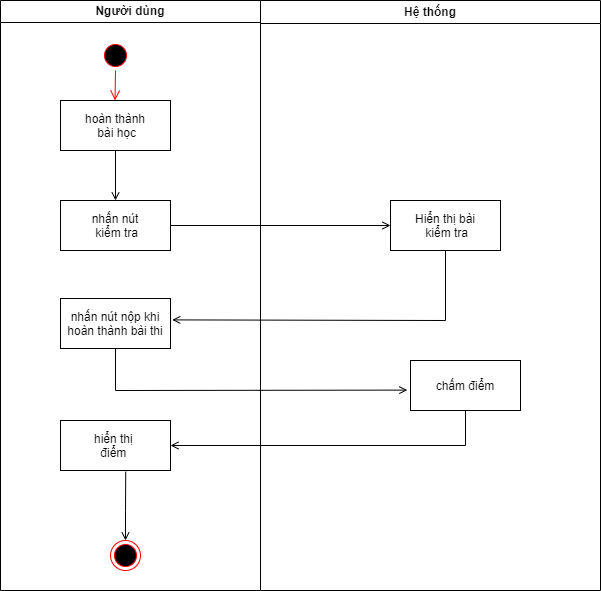 Người dùng
Hệ thống
hoàn thành
bài học
nhấn nút
kiểm tra
Hiển thị bài
kiểm tra
nhấn nút nộp khi
hoàn thành bài thi
chấm điểm
hiển thị
điểm